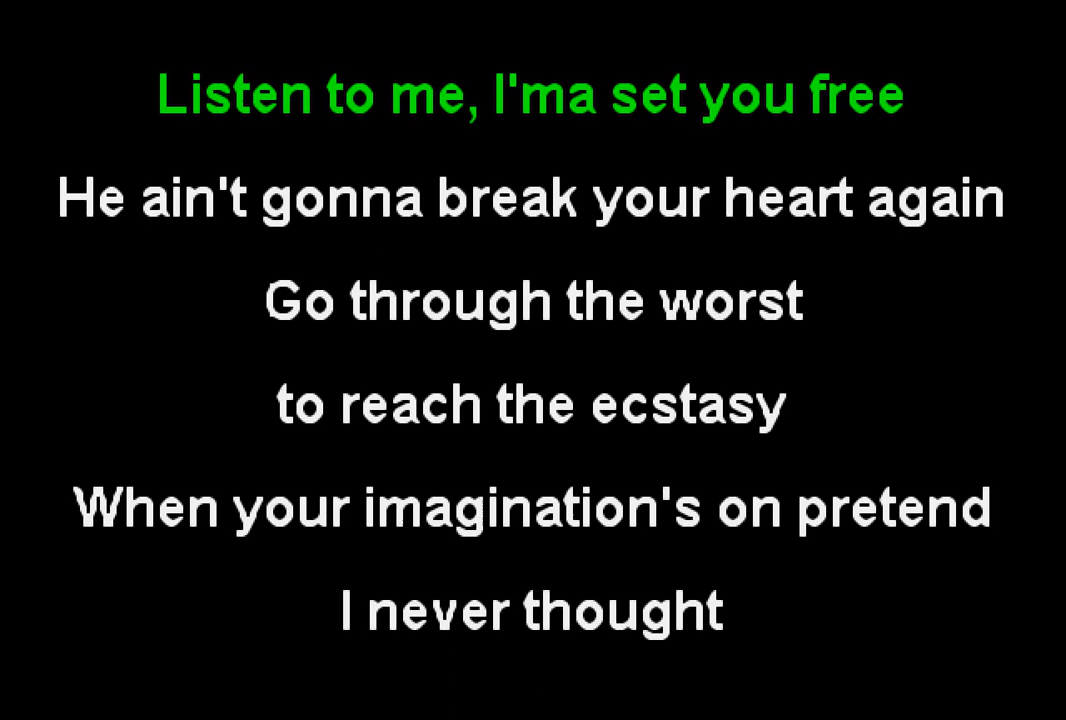 Listen to me, I'ma set you free
He ain't gonna break your heart again
Go through the worst
to reach the ecstasy
When your imagination's on pretend
I never thought